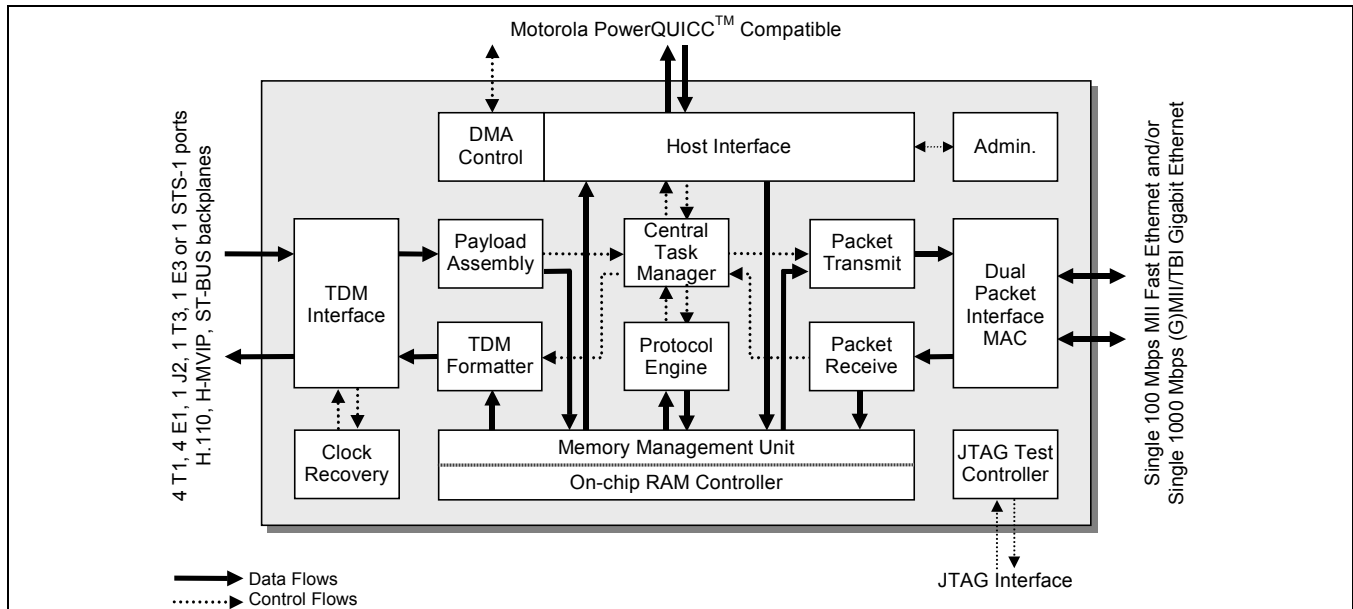 Motorola PowerQUICC™ Compatible
DMA
Control
Host Interface
Admin.
4 T1, 4 E1, 1 J2, 1 T3, 1 E3 or 1 STS-1 ports
H.110, H-MVIP, ST-BUS backplanes
TDM
Interface
Payload
Assembly
Central
Task
Manager
Packet
Transmit
Dual
Packet
Interface
MAC
Single 100 Mbps MII Fast Ethernet and/or
Single 1000 Mbps (G)MII/TBI Gigabit Ethernet
TDM
Formatter
Protocol
Engine
Packet
Receive
Clock
Recovery
Memory Management Unit
On-chip RAM Controller
JTAG Test
Controller
JTAG Interface
Data Flows
Control Flows